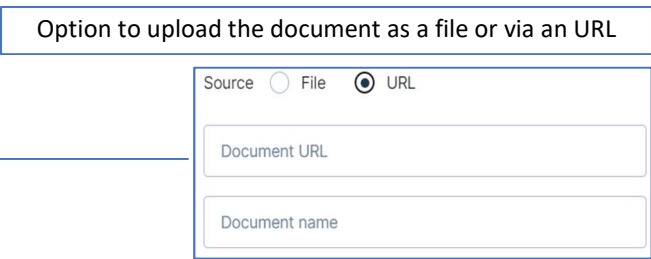 Option to upload the document as a file or via an URL
Source File URL
Document URL
Document name